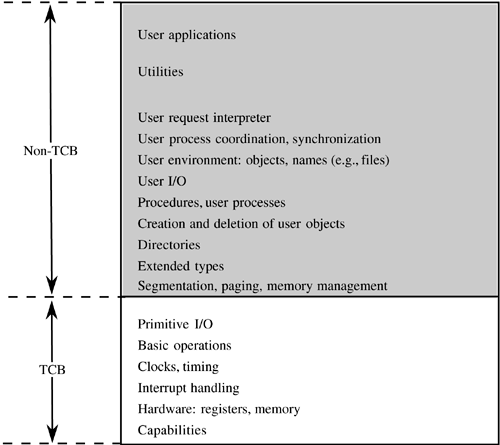 User applications
Utilities
User request interpreter
User process coordination, synchronization
Non-TCB
User environment: objects, names (e.g., files)
User I/O
Procedures, user processes
Creation and deletion of user objects
Directories
Extended types
Segmentation, paging, memory management
Primitive I/O
Basic operations
Clocks, timing
TCB
Interrupt handling
Hardware: registers, memory
Capabilities